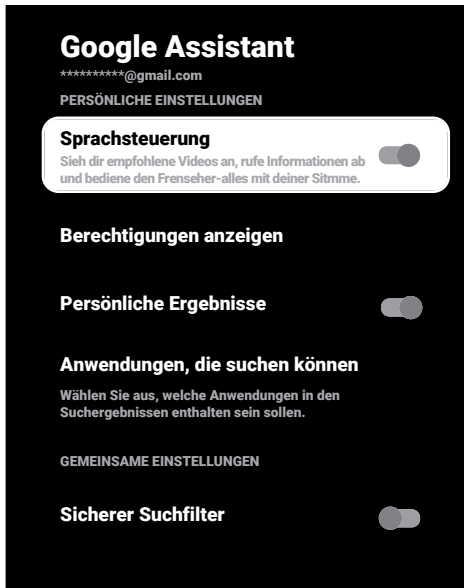 Google Assistant
**********@gmail.com
PERSÖNLICHE EINSTELLUNGEN
Sprachsteuerung
Sieh dir empfohlene Videos an, rufe Informationen ab
und bediene den Frenseher-alles mit deiner Sitmme.
Berechtigungen anzeigen
Persönliche Ergebnisse
Anwendungen, die suchen können
Wählen Sie aus, welche Anwendungen in den
Suchergebnissen enthalten sein sollen.
GEMEINSAME EINSTELLUNGEN
Sicherer Suchfilter